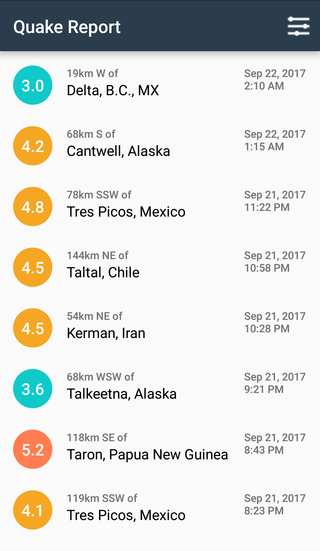 Quake Report
3.0
19km W of
Delta, B.C., MX
Sep 22, 2017
2:10 AM
4.2
68km S of
Cantwell, Alaska
Sep 22, 2017
1:15 AM
4.8
78km SSW of
Tres Picos, Mexico
Sep 21, 2017
11:22 PM
4.5
144km NE of
Taltal, Chile
Sep 21, 2017
10:58 PM
4.5
54km NE of
Kerman, Iran
Sep 21, 2017
10:28 PM
3.6
68km WSW of
Talkeetna, Alaska
Sep 21, 2017
9:21 PM
5.2
118km SE of
Taron, Papua New Guinea
Sep 21, 2017
8:43 PM
4.1
119km SSW of
Tres Picos, Mexico
Sep 21, 2017
8:23 PM